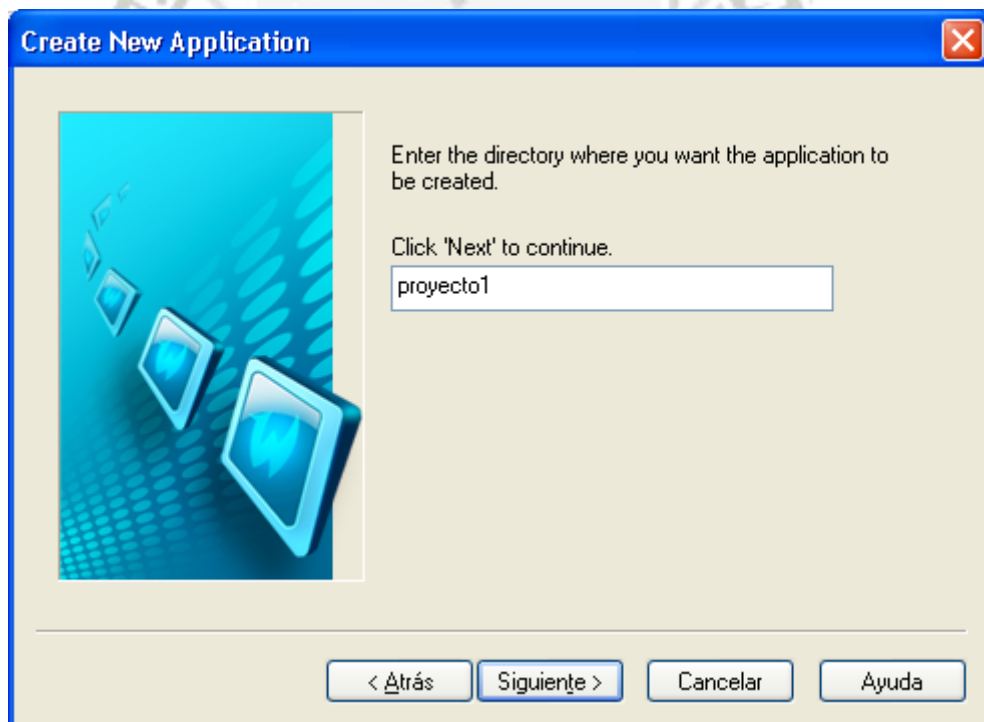 Create New Application
Enter the directory where you want the application to
be created.
Click 'Next' to continue.
proyecto1
< Atrás
Siguiente >
Cancelar
Ayuda